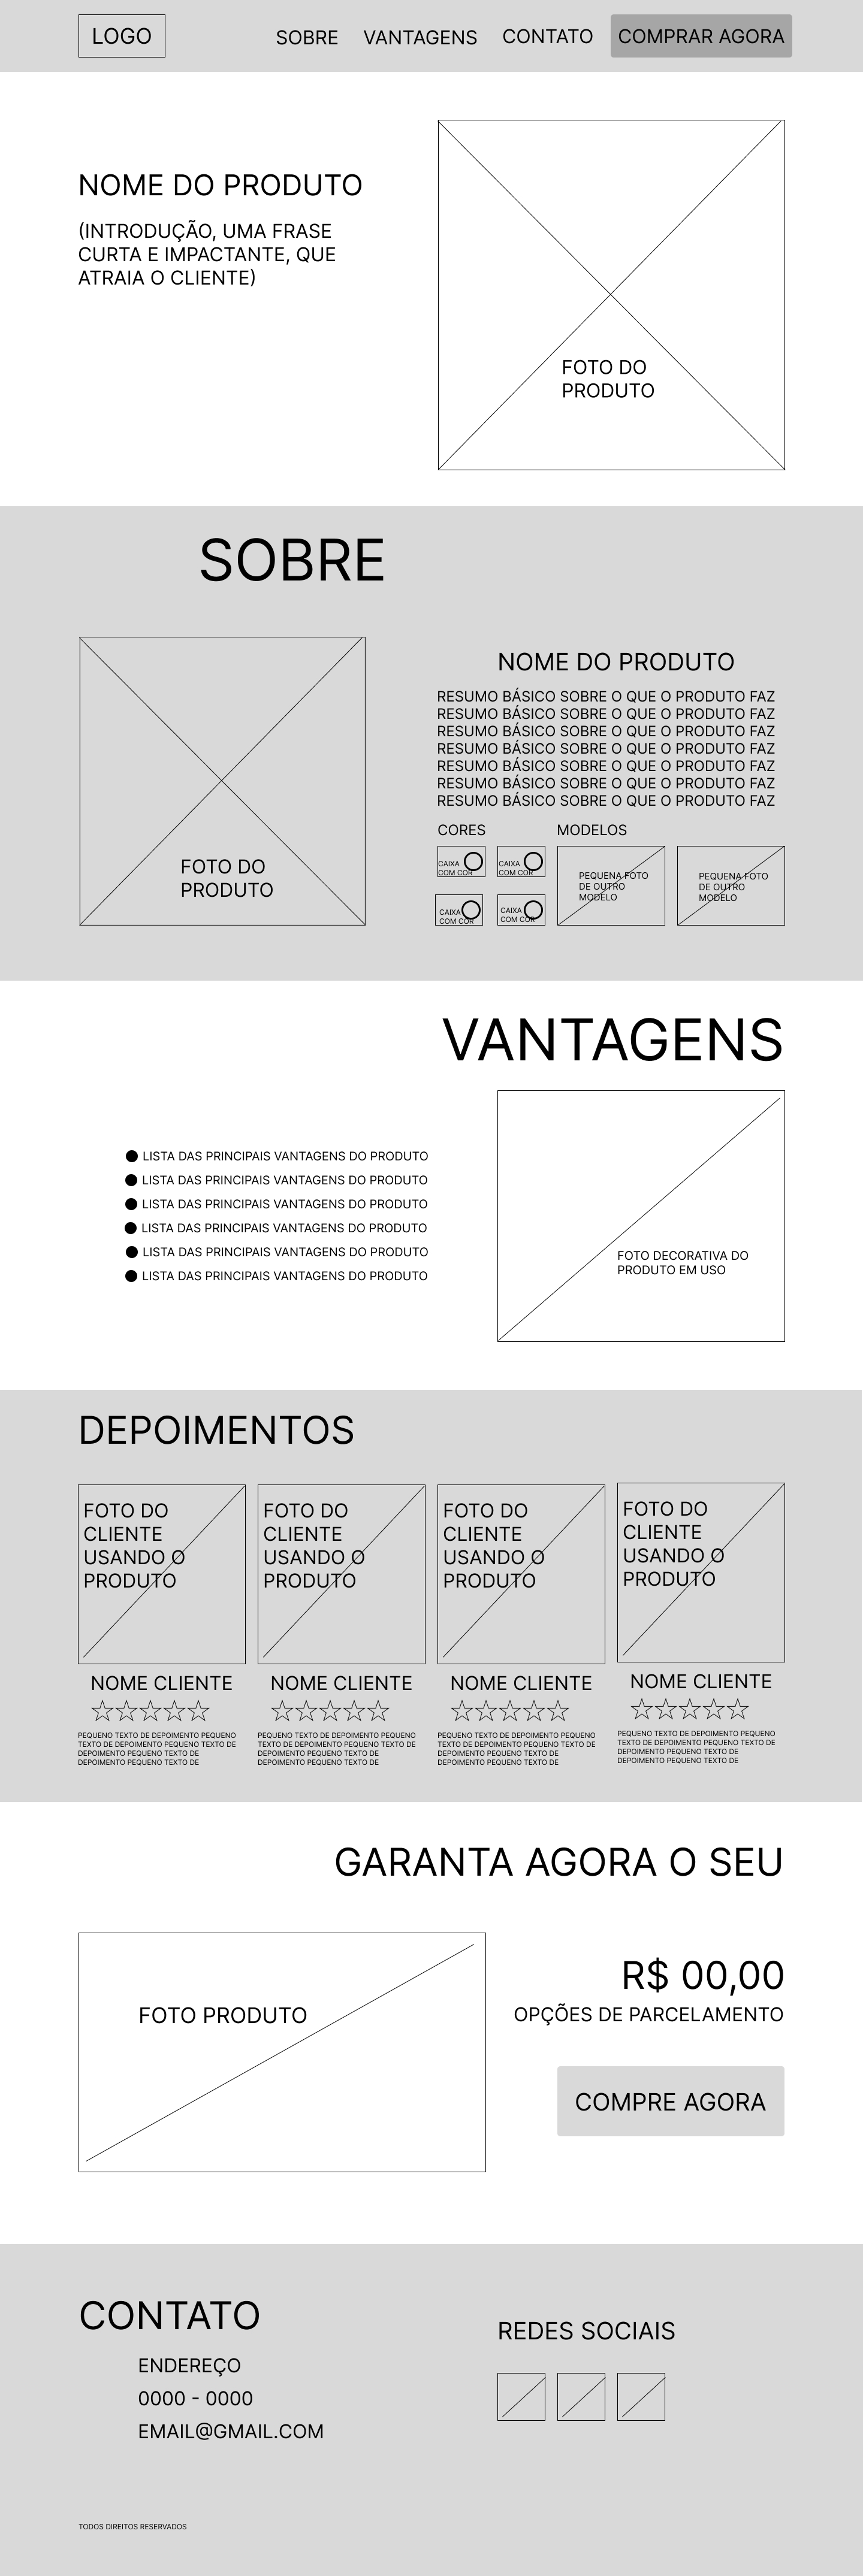 LOGO
SOBRE
VANTAGENS
CONTATO
COMPRAR AGORA
NOME DO PRODUTO
(INTRODUÇÃO, UMA FRASE
CURTA E IMPACTANTE, QUE
ATRAIA O CLIENTE)
FOTO DO
PRODUTO
SOBRE
FOTO DO
PRODUTO
NOME DO PRODUTO
RESUMO BÁSICO SOBRE O QUE O PRODUTO FAZ
RESUMO BÁSICO SOBRE O QUE O PRODUTO FAZ
RESUMO BÁSICO SOBRE O QUE O PRODUTO FAZ
RESUMO BÁSICO SOBRE O QUE O PRODUTO FAZ
RESUMO BÁSICO SOBRE O QUE O PRODUTO FAZ
RESUMO BÁSICO SOBRE O QUE O PRODUTO FAZ
RESUMO BÁSICO SOBRE O QUE O PRODUTO FAZ
CORES
CAIXA
COM COR
CAIXA
COM COR
CAIXA
COM COR
CAIXA
COM COR
MODELOS
PEQUENA FOTO
DE OUTRO
MODELO
PEQUENA FOTO
DE OUTRO
MODELO
VANTAGENS
LISTA DAS PRINCIPAIS VANTAGENS DO PRODUTO
LISTA DAS PRINCIPAIS VANTAGENS DO PRODUTO
LISTA DAS PRINCIPAIS VANTAGENS DO PRODUTO
LISTA DAS PRINCIPAIS VANTAGENS DO PRODUTO
LISTA DAS PRINCIPAIS VANTAGENS DO PRODUTO
LISTA DAS PRINCIPAIS VANTAGENS DO PRODUTO
FOTO DECORATIVA DO
PRODUTO EM USO
DEPOIMENTOS
FOTO DO
CLIENTE
USANDO O
PRODUTO
NOME CLIENTE
PEQUENO TEXTO DE DEPOIMENTO PEQUENO
TEXTO DE DEPOIMENTO PEQUENO TEXTO DE
DEPOIMENTO PEQUENO TEXTO DE
DEPOIMENTO PEQUENO TEXTO DE
FOTO DO
CLIENTE
USANDO O
PRODUTO
NOME CLIENTE
PEQUENO TEXTO DE DEPOIMENTO PEQUENO
TEXTO DE DEPOIMENTO PEQUENO TEXTO DE
DEPOIMENTO PEQUENO TEXTO DE
DEPOIMENTO PEQUENO TEXTO DE
FOTO DO
CLIENTE
USANDO O
PRODUTO
NOME CLIENTE
PEQUENO TEXTO DE DEPOIMENTO PEQUENO
TEXTO DE DEPOIMENTO PEQUENO TEXTO DE
DEPOIMENTO PEQUENO TEXTO DE
DEPOIMENTO PEQUENO TEXTO DE
FOTO DO
CLIENTE
USANDO O
PRODUTO
NOME CLIENTE
PEQUENO TEXTO DE DEPOIMENTO PEQUENO
TEXTO DE DEPOIMENTO PEQUENO TEXTO DE
DEPOIMENTO PEQUENO TEXTO DE
DEPOIMENTO PEQUENO TEXTO DE
GARANTA AGORA O SEU
FOTO PRODUTO
R$ 00,00
OPÇÕES DE PARCELAMENTO
COMPRE AGORA
CONTATO
ENDEREÇO
0000 - 0000
EMAIL@GMAIL.COM
REDES SOCIAIS
TODOS DIREITOS RESERVADOS